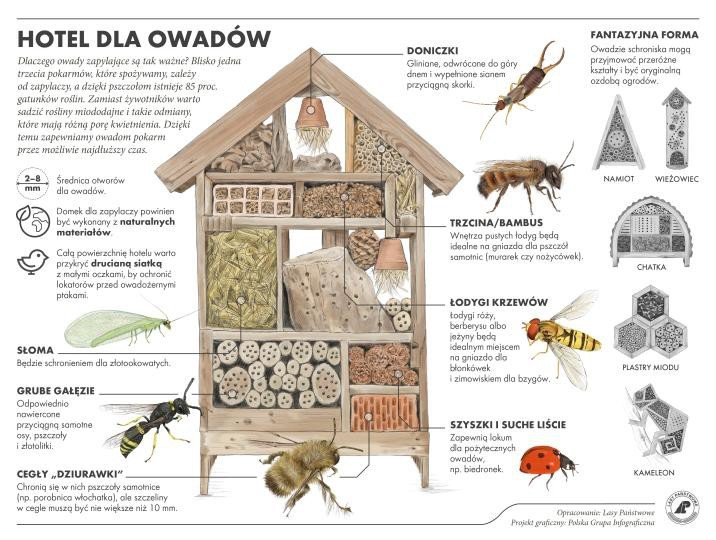 HOTEL DLA OWADÓW
Dlaczego owady zapylające są tak ważne? Blisko jedna
trzecia pokarmów, które spożywamy, zależy
od zapylaczy, a dzięki pszczołom istnieje 85 proc.
gatunków roślin. Zamiast żywotników warto
sadzić rośliny miododajne i takie odmiany,
które mają różną porę kwietnienia. Dzięki
temu zapewniamy owadom pokarm
przez możliwie najdłuższy czas.
2–8
mm
Średnica otworów
dla owadów.
Domek dla zapylaczy powinien
być wykonany z naturalnych
materiałów.
Całą powierzchnię hotelu warto
przykryć drucianą siatką
z małymi oczkami, by ochronić
lokatorów przed owadożernymi
ptakami.
SŁOMA
Będzie schronieniem dla złotookowatych.
GRUBE GAŁĘZIE
Odpowiednio
nawiercone
przyciągną samotne
osy, pszczoły
i złotolitki.
CEGŁY „DZIURAWKI”
Chronią się w nich pszczoły samotnice
(np. porobnica włochatka), ale szczeliny
w cegle muszą być nie większe niż 10 mm.
DONICZKI
Gliniane, odwrócone do góry
dnem i wypełnione sianem
przyciągną skorki.
TRZCINA/BAMBUS
Wnętrza pustych łodyg będą
idealne na gniazda dla pszczół
samotnic (murarek czy nożycówek).
ŁODYGI KRZEWÓW
Łodygi róży,
berberysu albo
jeżyny będą
idealnym miejscem
na gniazdo dla
błonkówek
i zimowiskiem dla bzygów.
SZYSZKI I SUCHE LIŚCIE
Zapewnią lokum
dla pożytecznych
owadów,
np. biedronek.
FANTAZYJNA FORMA
Owadzie schroniska mogą
przyjmować przeróżne
kształty i być oryginalną
ozdobą ogrodów.
NAMIOT
WIEŻOWIEC
CHATKA
PLASTRY MIODU
KAMELEON
Opracowanie: Lasy Państwowe
Projekt graficzny: Polska Grupa Infograficzna
LASY PAŃSTWOWE